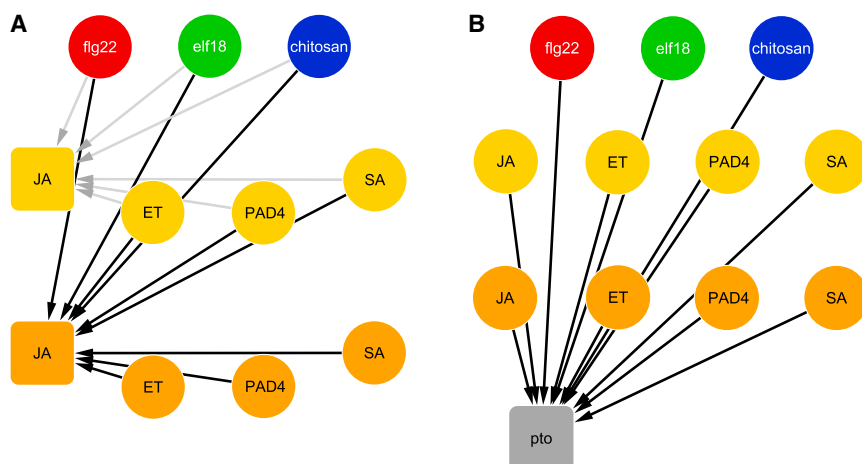 A
flg22
elf18
chitosan
JA
ET
PAD4
SA
JA
ET
PAD4
SA
B
flg22
elf18
chitosan
JA
ET
PAD4
SA
JA
ET
PAD4
SA
pto